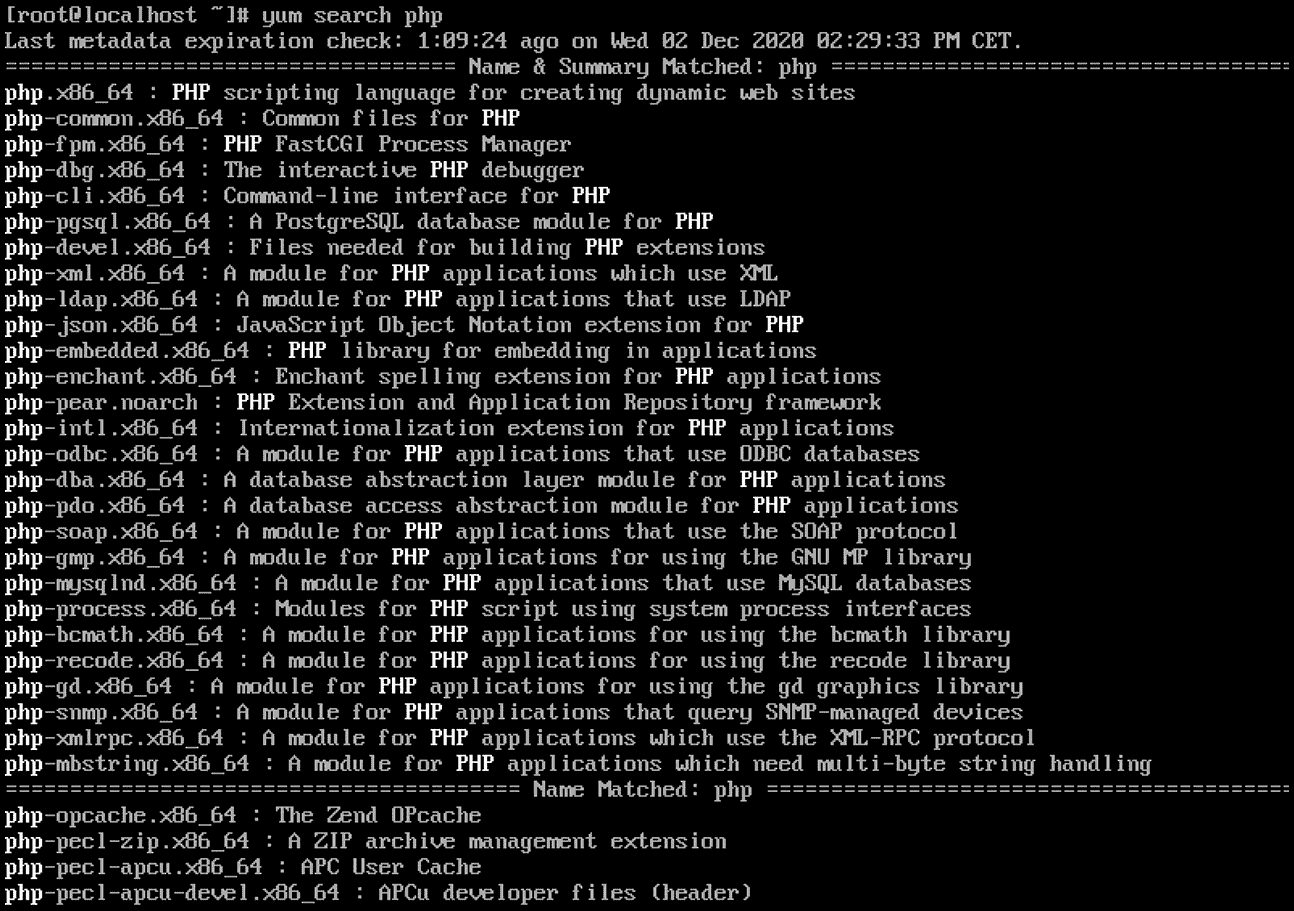 [root@localhost ~]# yum search php
Last metadata expiration check: 1:09:24 ago on Wed 02 Dec 2020 02:29:33 PM CET.
=================================== Name & Summary Matched: php ====================================
php.x86_64 : PHP scripting language for creating dynamic web sites
php-common.x86_64 : Common files for PHP
php-fpm.x86_64 : PHP FastCGI Process Manager
php-dbg.x86_64 : The interactive PHP debugger
php-cli.x86_64 : Command-line interface for PHP
php-pgsql.x86_64 : A PostgreSQL database module for PHP
php-devel.x86_64 : Files needed for building PHP extensions
php-xml.x86_64 : A module for PHP applications which use XML
php-ldap.x86_64 : A module for PHP applications that use LDAP
php-json.x86_64 : JavaScript Object Notation extension for PHP
php-embedded.x86_64 : PHP library for embedding in applications
php-enchant.x86_64 : Enchant spelling extension for PHP applications
php-pear.noarch : PHP Extension and Application Repository framework
php-intl.x86_64 : Internationalization extension for PHP applications
php-odbc.x86_64 : A module for PHP applications that use ODBC databases
php-dba.x86_64 : A database abstraction layer module for PHP applications
php-pdo.x86_64 : A database access abstraction module for PHP applications
php-soap.x86_64 : A module for PHP applications that use the SOAP protocol
php-gmp.x86_64 : A module for PHP applications for using the GNU MP library
php-mysqlnd.x86_64 : A module for PHP applications that use MySQL databases
php-process.x86_64 : Modules for PHP script using system process interfaces
php-bcmath.x86_64 : A module for PHP applications for using the bcmath library
php-recode.x86_64 : A module for PHP applications for using the recode library
php-gd.x86_64 : A module for PHP applications for using the gd graphics library
php-snmp.x86_64 : A module for PHP applications that query SNMP-managed devices
php-xmlrpc.x86_64 : A module for PHP applications which use the XML-RPC protocol
php-mbstring.x86_64 : A module for PHP applications which need multi-byte string handling
======================================== Name Matched: php =========================================
php-opcache.x86_64 : The Zend OPcache
php-pecl-zip.x86_64 : A ZIP archive management extension
php-pecl-apcu.x86_64 : APC User Cache
php-pecl-apcu-devel.x86_64 : APCu developer files (header)